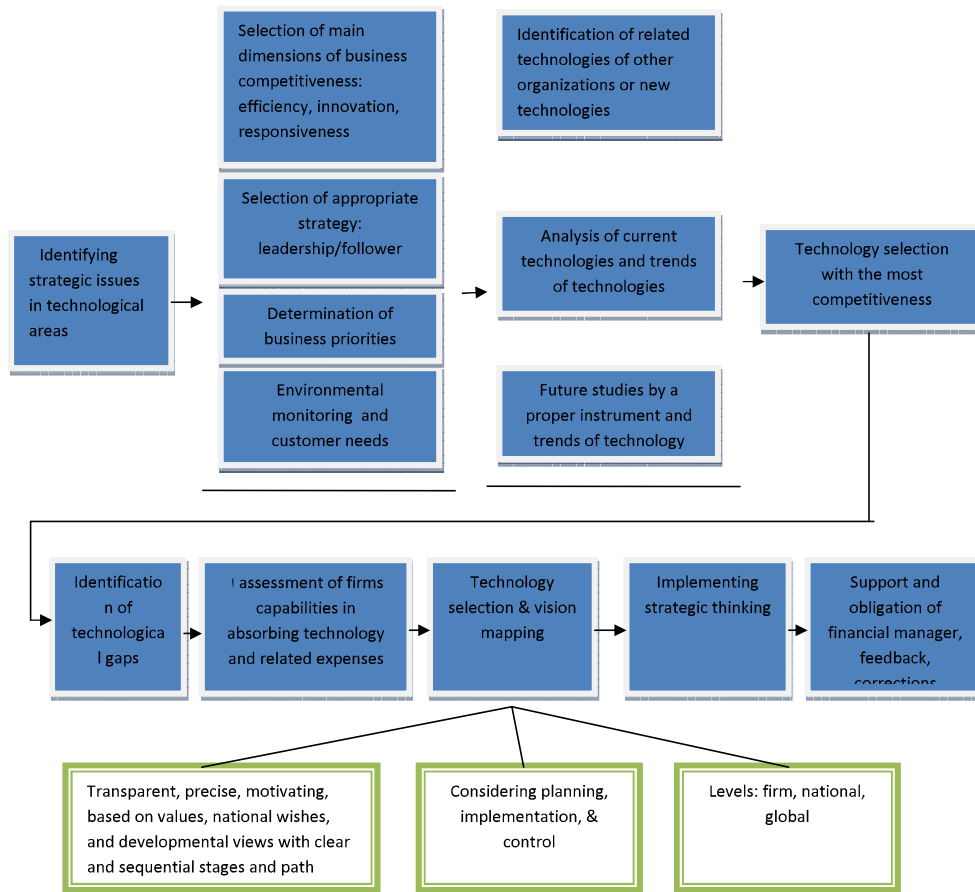 Identifying
strategic issues
in technological
areas
Selection of main
dimensions of business
competitiveness:
efficiency, innovation,
responsiveness
Selection of appropriate
strategy:
leadership/follower
Determination of
business priorities
Environmental
monitoring and
customer needs
Identification of related
technologies of other
organizations or new
technologies
Analysis of current
technologies and trends
of technologies
Future studies by a
proper instrument and
trends of technology
Technology selection
with the most
competitiveness
Identificatio
n of
technologica
l gaps
assessment of firms
capabilities in
absorbing technology
and related expenses
Technology
selection & vision
mapping
Implementing
strategic thinking
Support and
obligation of
financial manager,
feedback,
corrections
Transparent, precise, motivating,
based on values, national wishes,
and developmental views with clear
and sequential stages and path
Considering planning,
implementation, &
control
Levels: firm, national,
global